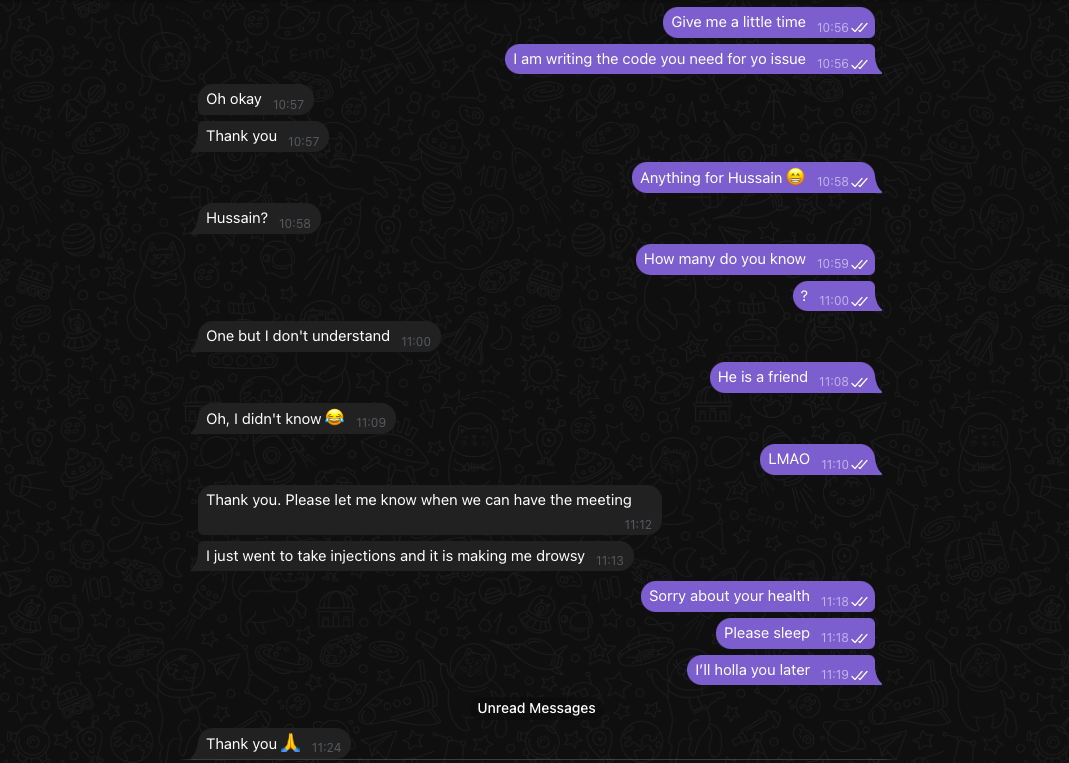 Give me a little time 10:56
I am writing the code you need for yo issue 10:56
Oh okay 10:57
Thank you 10:57
Anything for Hussain 😁 10:58
Hussain? 10:58
How many do you know 10:59
? 11:00
One but I don't understand 11:00
He is a friend 11:08
Oh, I didn't know 😂 11:09
LMAO 11:10
Thank you. Please let me know when we can have the meeting
11:12
I just went to take injections and it is making me drowsy 11:13
Sorry about your health 11:18
Please sleep 11:18
I’ll holla you later 11:19
Unread Messages
Thank you 🙏 11:24